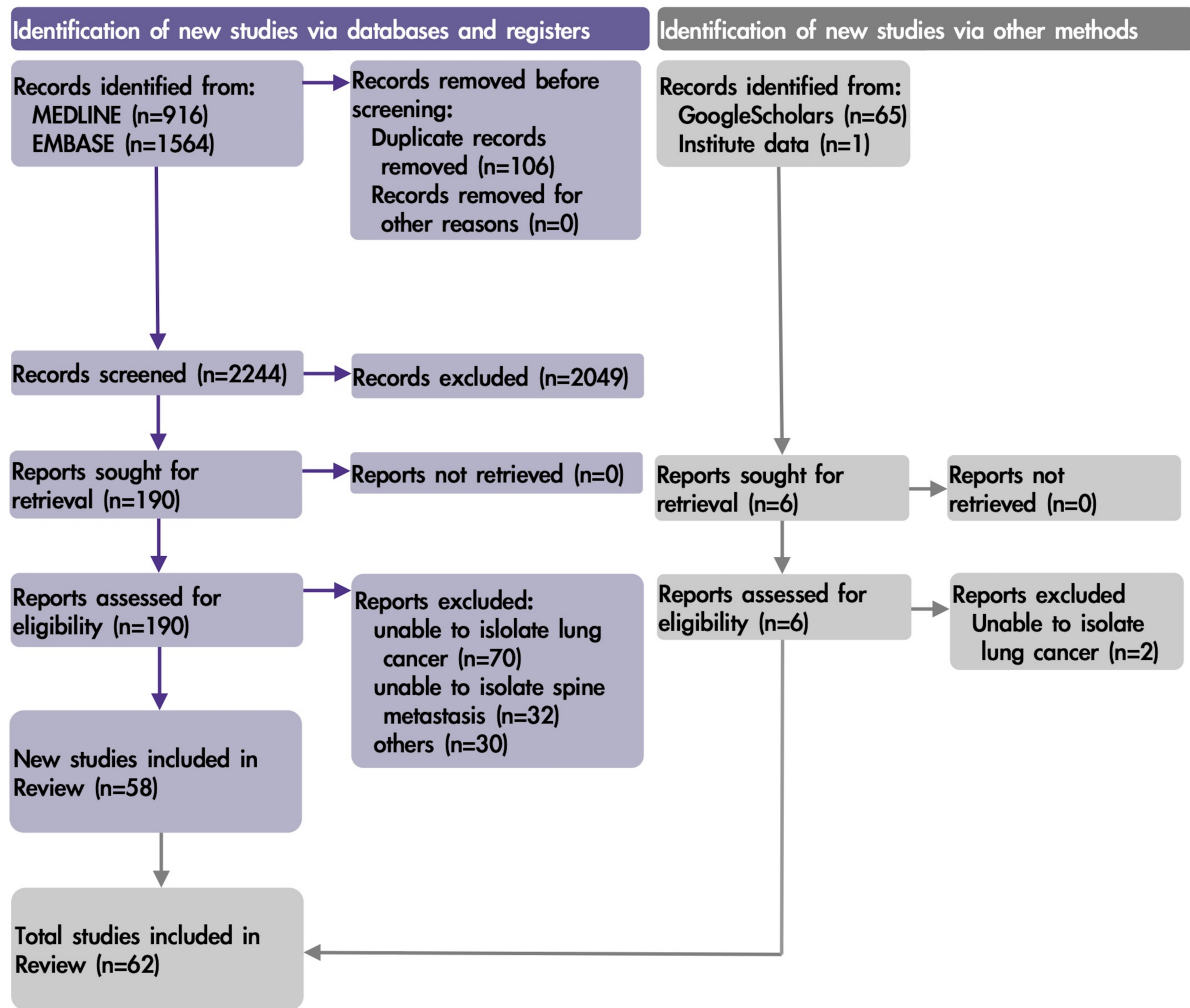 Identification of new studies via databases and registers
Identification of new studies via other methods
Records identified from:
MEDLINE (n=916)
EMBASE (n=1564)
Records removed before
screening:
Duplicate records
removed (n=106)
Records removed for
other reasons (n=0)
Records identified from:
GoogleScholars (n=65)
Institute data (n=1)
Records screened (n=2244)
Records excluded (n=2049)
Reports sought for
retrieval (n=190)
Reports not retrieved (n=0)
Reports sought for
retrieval (n=6)
Reports not
retrieved (n=0)
Reports assessed for
eligibility (n=190)
Reports excluded:
unable to islolate lung
cancer (n=70)
unable to isolate spine
metastasis (n=32)
others (n=30)
Reports assessed for
eligibility (n=6)
Reports excluded
Unable to isolate
lung cancer (n=2)
New studies included in
Review (n=58)
Total studies included in
Review (n=62)